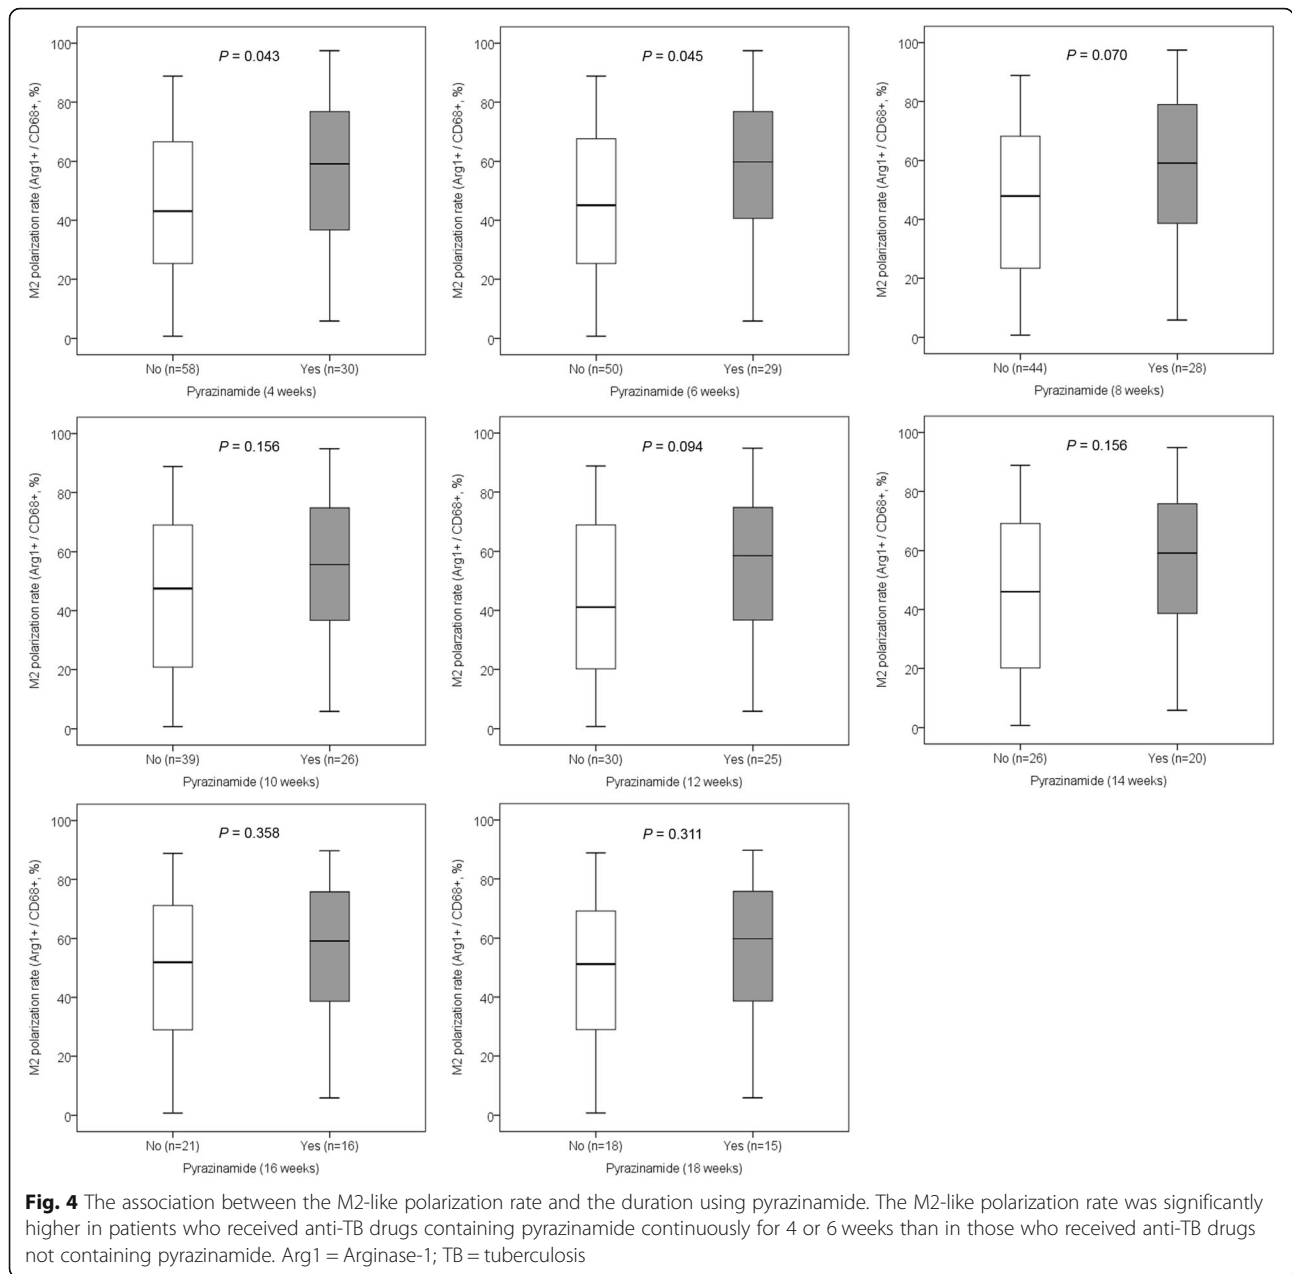 P = 0.043
M2 polarization rate (Arg1+ / CD68+, %)
100
80
60
40
20
0
No (n=58) Yes (n=30)
Pyrazinamide (4 weeks)
P = 0.045
M2 polarization rate (Arg1+ / CD68+, %)
100
80
60
40
20
0
No (n=50) Yes (n=29)
Pyrazinamide (6 weeks)
P = 0.070
M2 polarization rate (Arg1+ / CD68+, %)
100
80
60
40
20
0
No (n=44) Yes (n=28)
Pyrazinamide (8 weeks)
P = 0.156
M2 polarization rate (Arg1+ / CD68+, %)
100
80
60
40
20
0
No (n=39) Yes (n=26)
Pyrazinamide (10 weeks)
P = 0.094
M2 polarzation rate (Arg1+ / CD68+, %)
100
80
60
40
20
0
No (n=30) Yes (n=25)
Pyrazinamide (12 weeks)
P = 0.156
M2 polarization rate (Arg1+ / CD68+, %)
100
80
60
40
20
0
No (n=26) Yes (n=20)
Pyrazinamide (14 weeks)
P = 0.358
M2 polarization rate (Arg1+ / CD68+, %)
100
80
60
40
20
0
No (n=21) Yes (n=16)
Pyrazinamide (16 weeks)
P = 0.311
M2 polarization rate (Arg1+ / CD68+, %)
100
80
60
40
20
0
No (n=18) Yes (n=15)
Pyrazinamide (18 weeks)
Fig. 4 The association between the M2-like polarization rate and the duration using pyrazinamide. The M2-like polarization rate was significantly
higher in patients who received anti-TB drugs containing pyrazinamide continuously for 4 or 6 weeks than in those who received anti-TB drugs
not containing pyrazinamide. Arg1 = Arginase-1; TB = tuberculosis